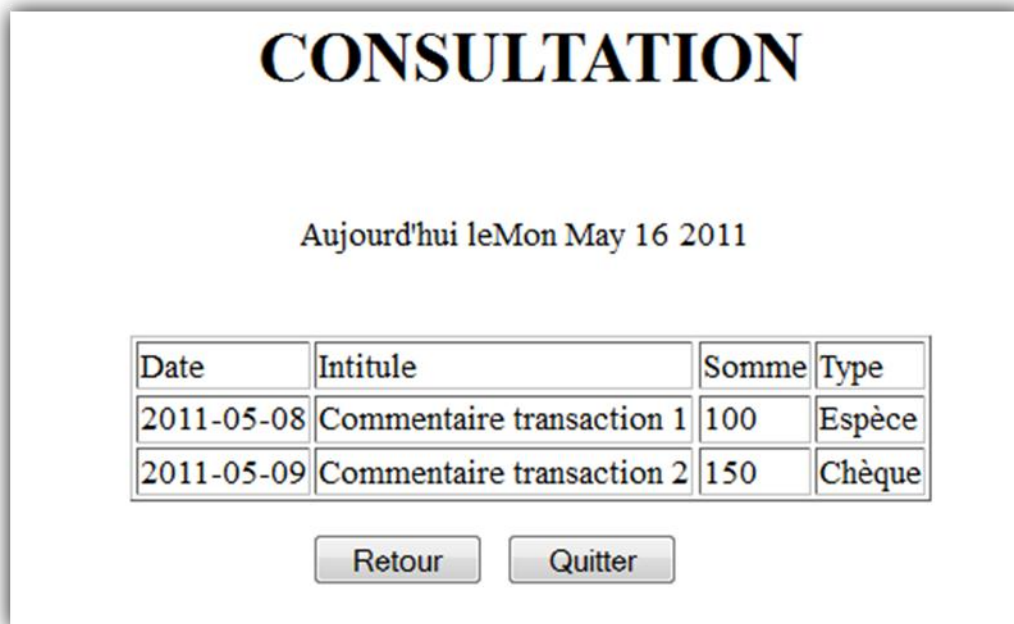 CONSULTATION
Aujourd'hui leMon May 16 2011
Date Intitule Somme Type
2011-05-08 Commentaire transaction 1 100 Espèce
2011-05-09 Commentaire transaction 2 150 Chèque
Retour Quitter